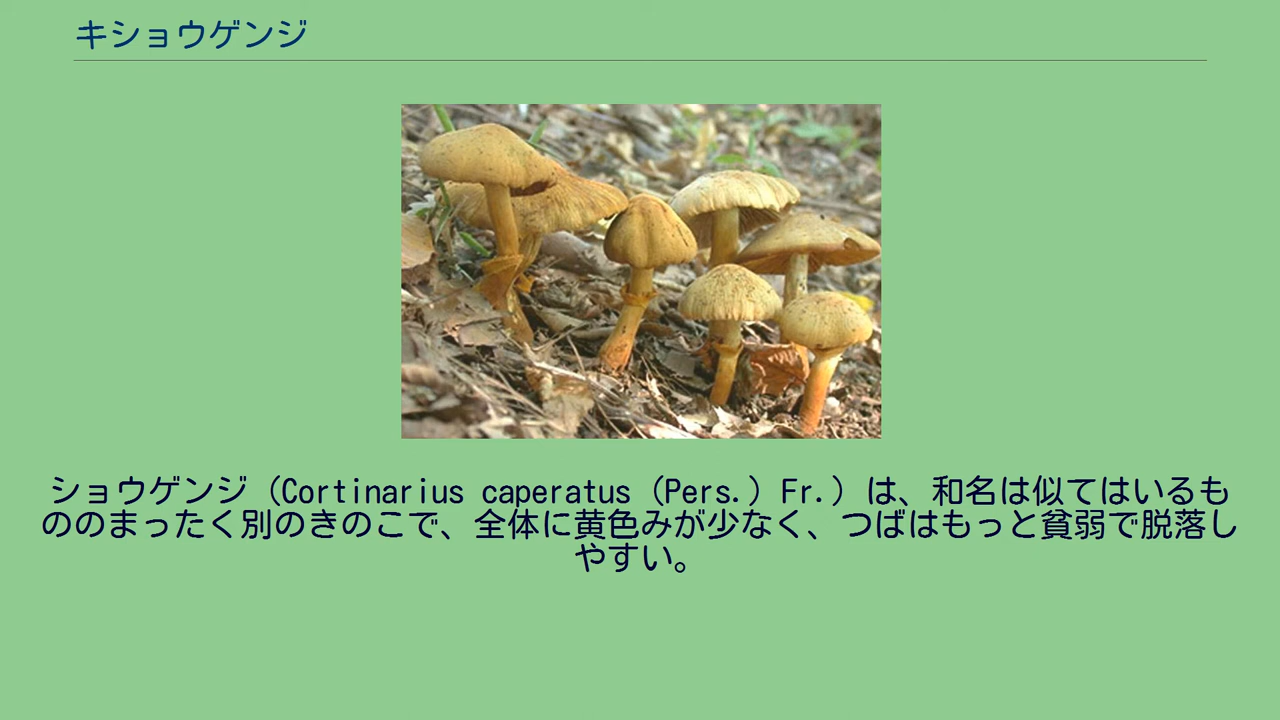 キショウゲンジ
ショウゲンジ（Cortinarius caperatus（Pers.）Fr.）は、和名は似てはいるも
ののまったく別のきのこで、全体に黄色みが少なく、つばはもっと貧弱で脱落し
やすい。